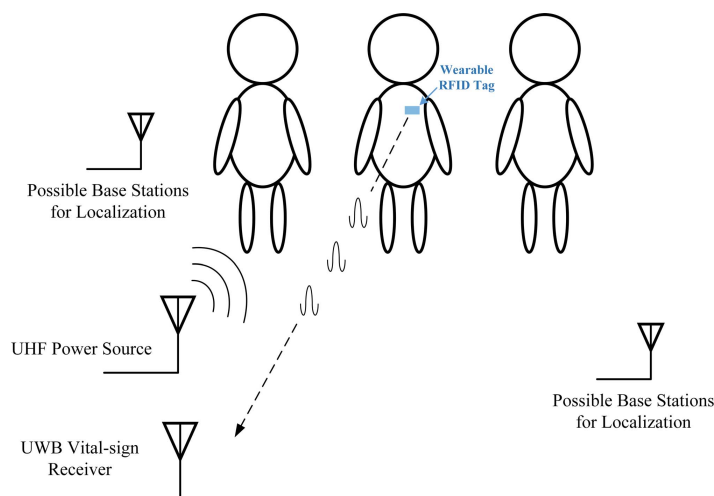 Wearable
RFID Tag
Possible Base Stations
for Localization
UHF Power Source
Possible Base Stations
for Localization
UWB Vital-sign
Receiver